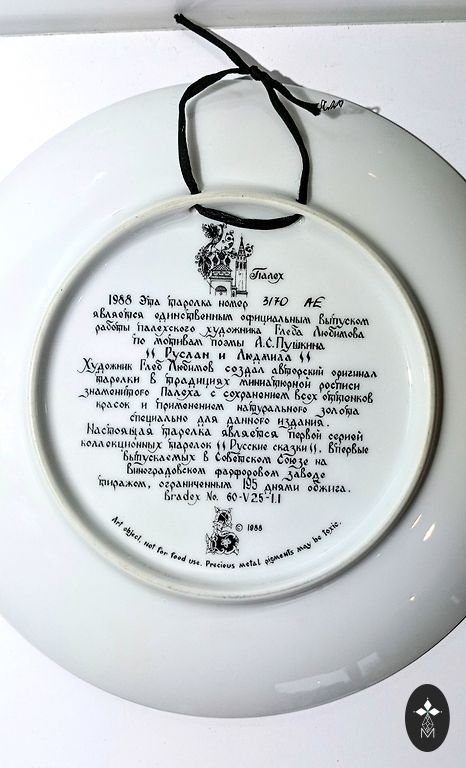 Палех
1988 Эта тарелка номер 3170 AE
является единственным официальным выпуском
работы палехского художника Глеба Любимова
по мотивам поэмы А.С.Пушкина
" Руслан и Людмила "
Художник Глеб Любимов создал авторский оригинал
тарелки в традициях миниатюрной росписи
знаменитого Палеха с сохранением всех оттенков
красок и применением натурального золота
специально для данного издания.
Настоящая тарелка является первой серией
коллекционных тарелок " Русские сказки ", впервые
выпускаемых в Советском Союзе на
Виноградовском фарфоровом заводе
тиражом, ограниченным 195 днями обжига.
Bradex No. 60-V25-1.1
© 1988
Art object, not for food use. Precious metal pigments may be toxic.
M